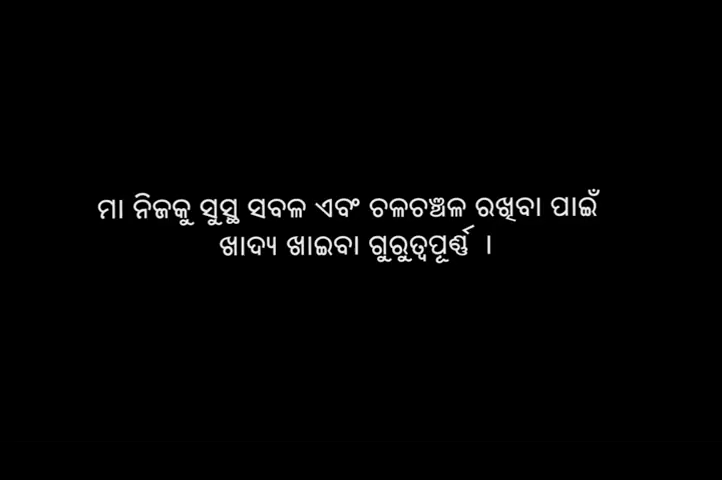 ମା ନିଜକୁ ସୁସ୍ଥ ସବଳ ଏବଂ ଚଳଚଞ୍ଚଳ ରଖିବା ପାଇଁ
ଖାଦ୍ୟ ଖାଇବା ଗୁରୁତ୍ୱପୂର୍ଣ୍ଣ ।